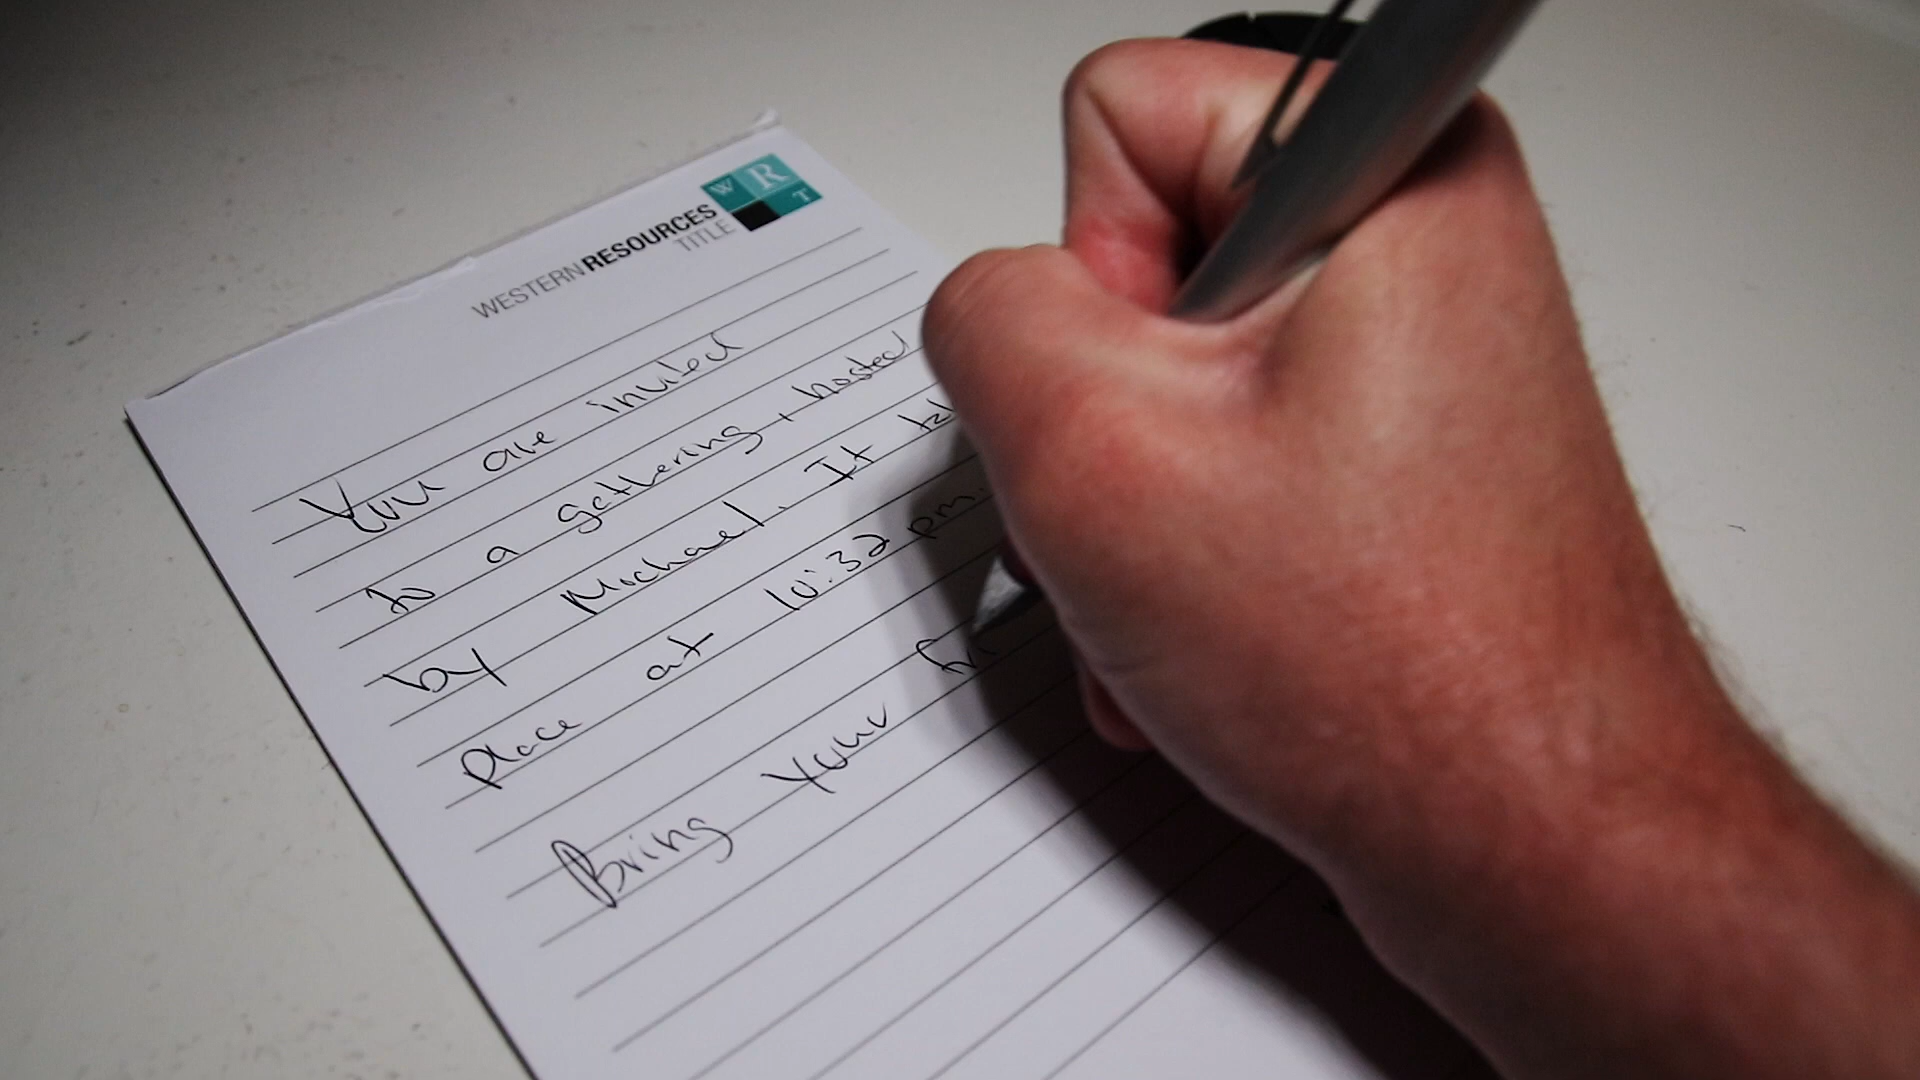 W R T
WESTERN RESOURCES
TITLE
You are invited
to a gathering, hosted
by Michael. It
place at 10:32 pm.
Bring your fri